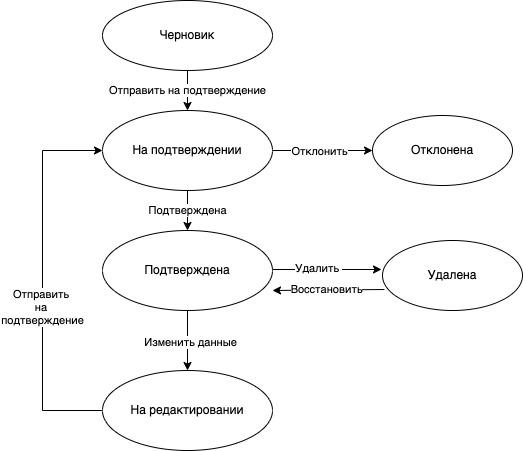 Черновик
Отправить на подтверждение
На подтверждении
Отклонить
Отклонена
Подтверждена
Подтверждена
Удалить
Удалена
Восстановить
Отправить
на
подтверждение
Изменить данные
На редактировании